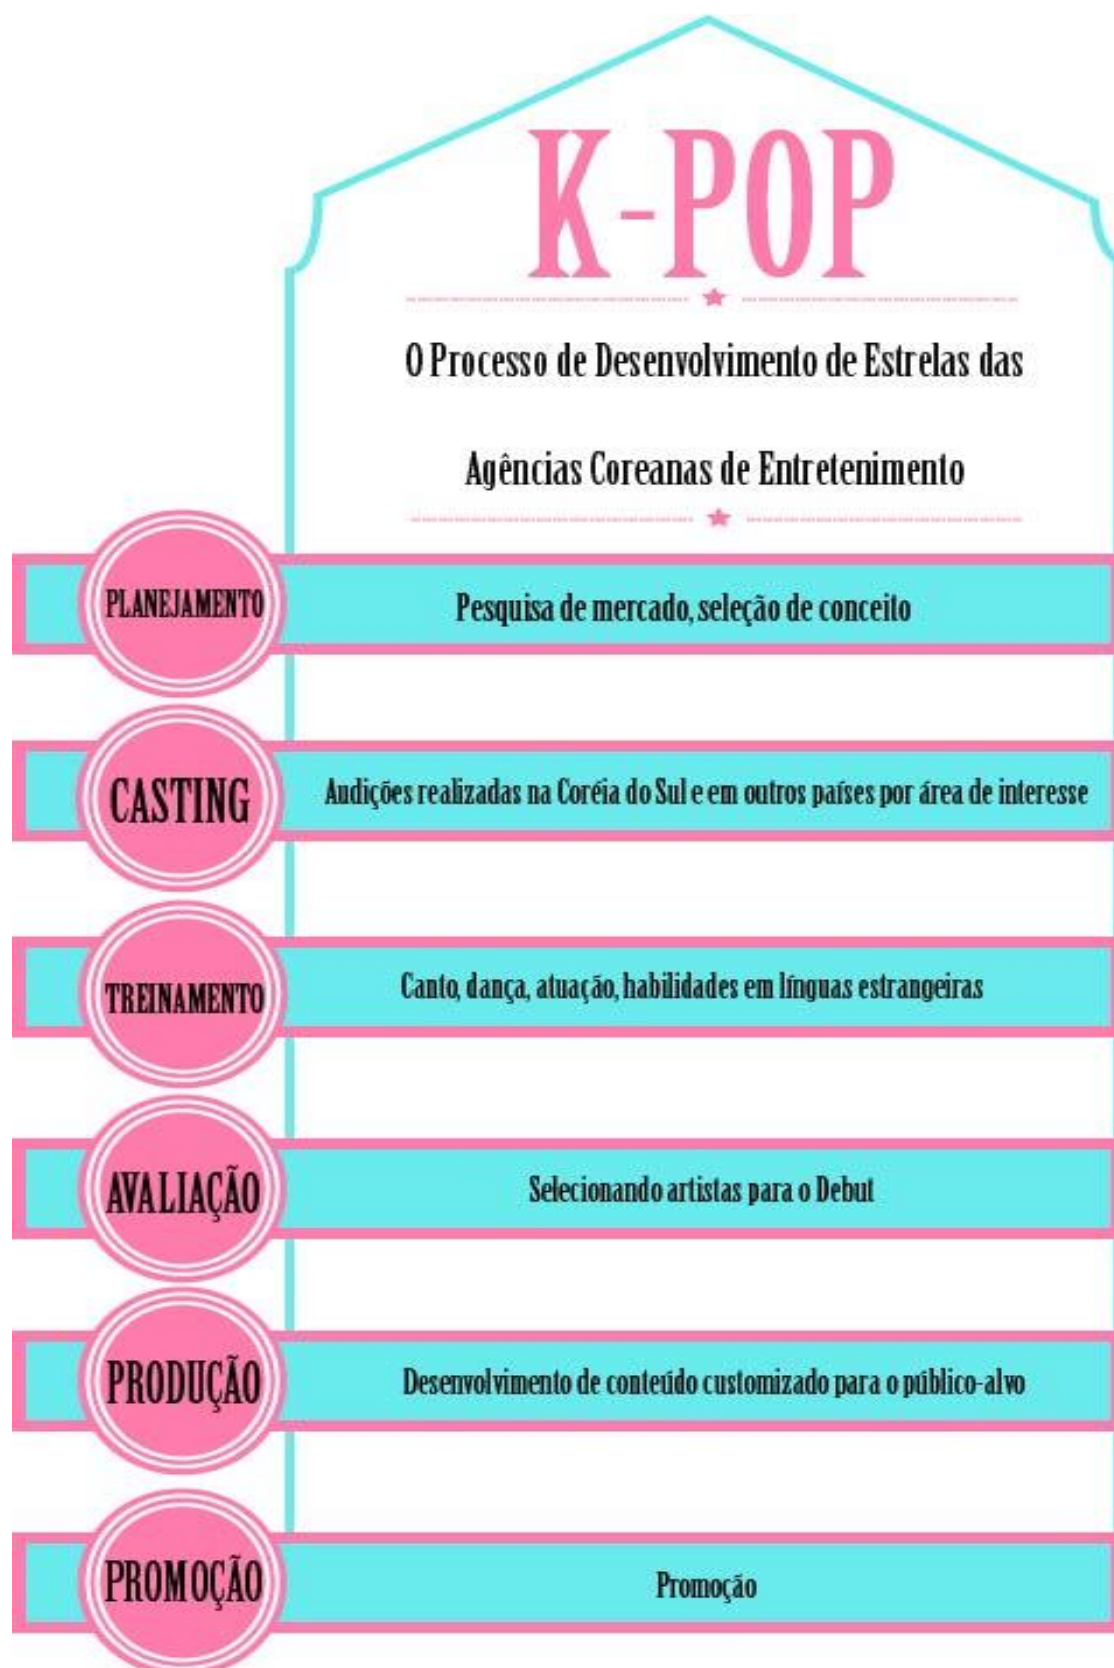 K-POP
O Processo de Desenvolvimento de Estrelas das
Agências Coreanas de Entretenimento
PLANEJAMENTO
Pesquisa de mercado, seleção de conceito
CASTING
Audições realizadas na Coréia do Sul e em outros países por área de interesse
TREINAMENTO
Canto, dança, atuação, habilidades em línguas estrangeiras
AVALIAÇÃO
Selecionando artistas para o Debut
PRODUÇÃO
Desenvolvimento de conteúdo customizado para o público-alvo
PROMOÇÃO
Promoção